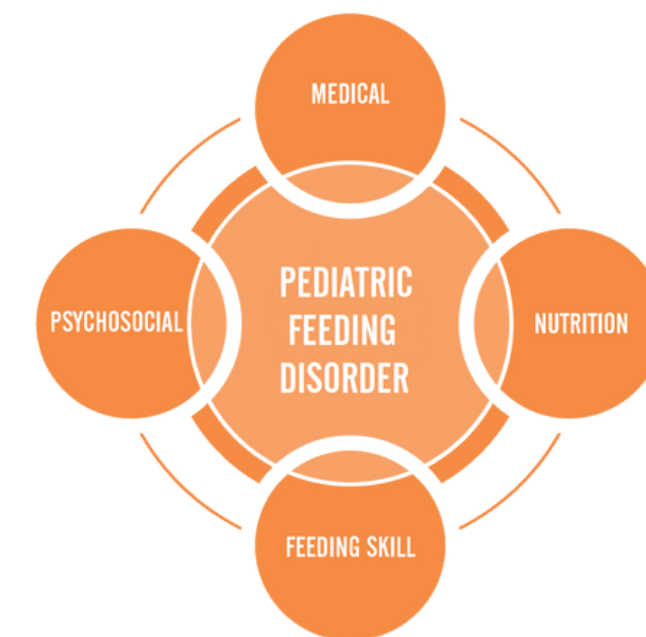 MEDICAL
PEDIATRIC
FEEDING
DISORDER
PSYCHOSOCIAL
NUTRITION
FEEDING SKILL